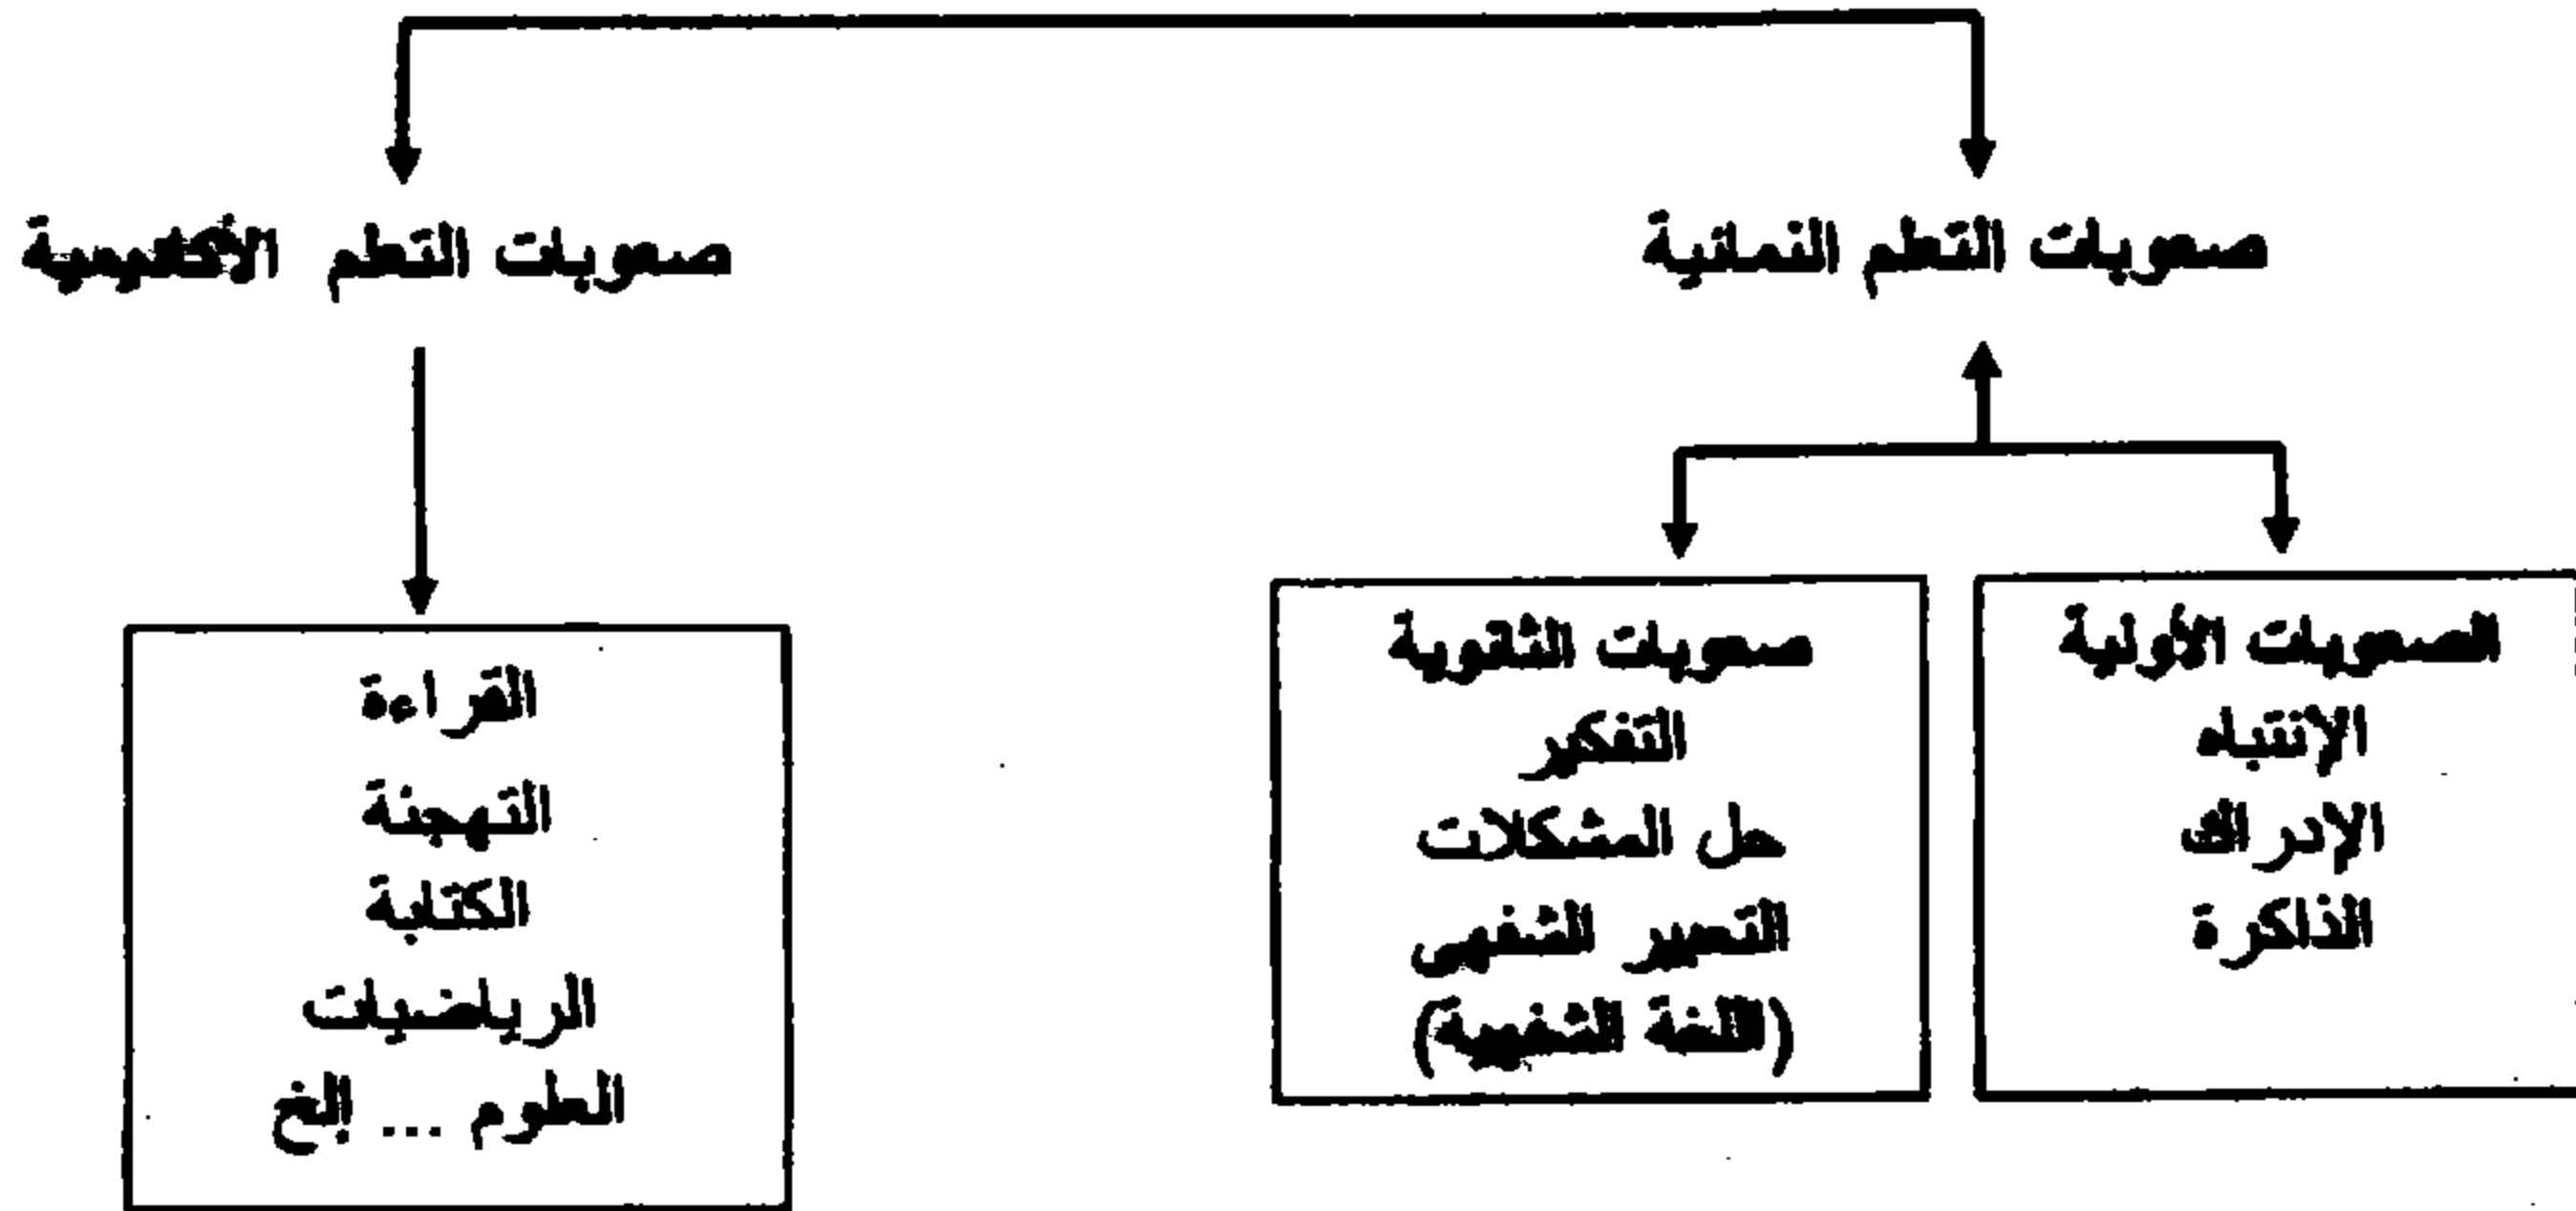 صعوبات التعلم النمائية
صعوبات التعلم الأكاديمية
الصعوبات الأولية
الإنتباه
الإدراك
الذاكرة
صعوبات الثانوية
التفكير
حل المشكلات
التعبير الشفهى
(اللغة الشفهية)
القراءة
التهجئة
الكتابة
الرياضيات
العلوم ... إلخ